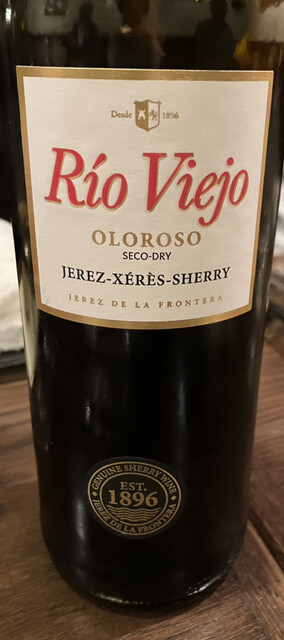 Desde 1896
Río Viejo
OLOROSO
SECO-DRY
JEREZ-XÉRÈS-SHERRY
JEREZ DE LA FRONTERA
GENUINE SHERRY WINE
EST.
1896
JEREZ DE LA FRONTERA